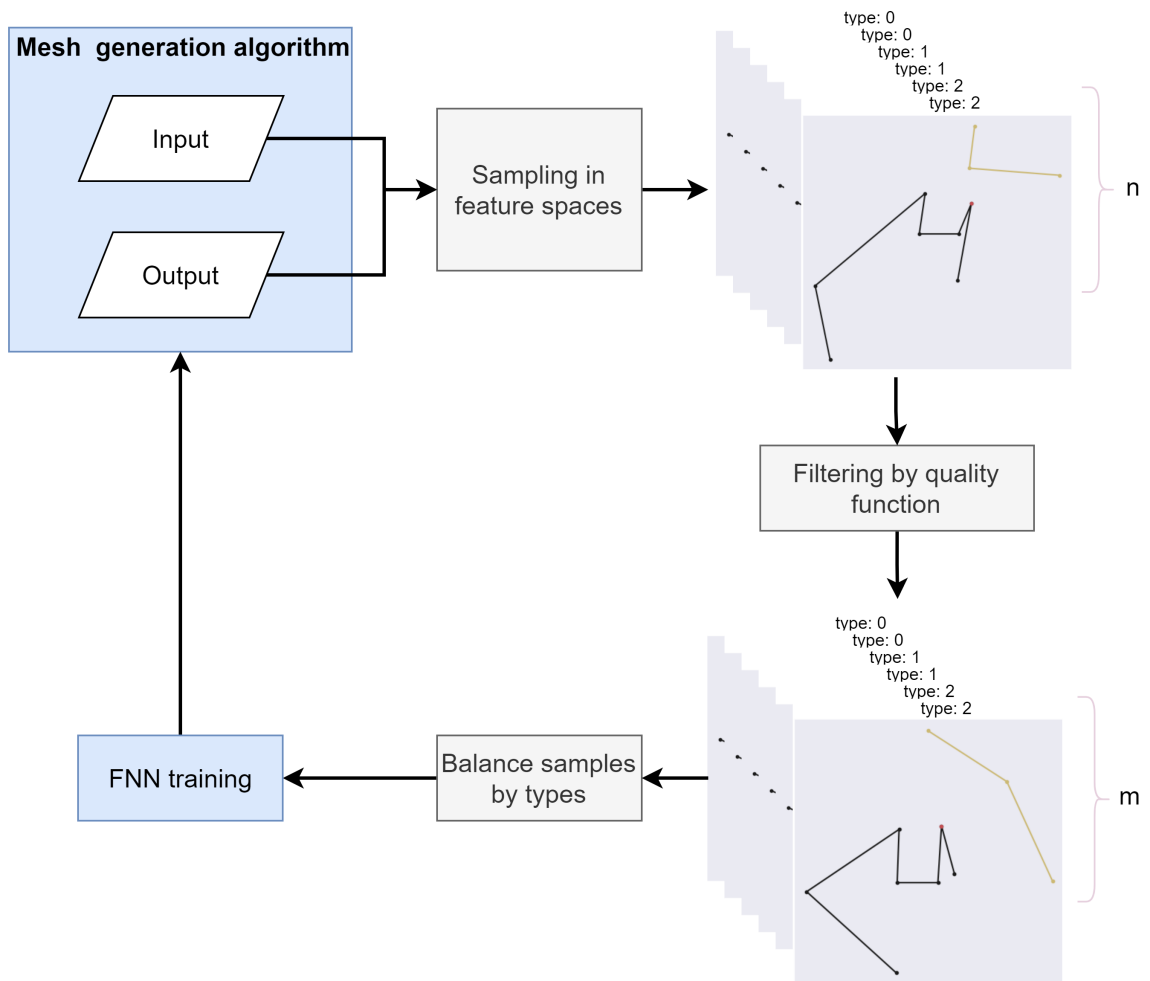 Mesh  generation algorithm
Input
Output
Sampling in
feature spaces
type: 0
type: 0
type: 1
type: 1
type: 2
type: 2
n
Filtering by quality
function
type: 0
type: 0
type: 1
type: 1
type: 2
type: 2
m
Balance samples
by types
FNN training